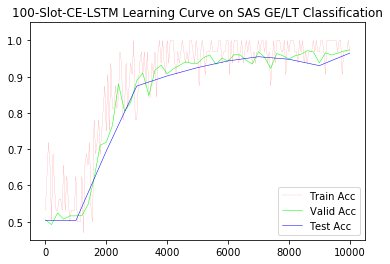 100-Slot-CE-LSTM Learning Curve on SAS GE/LT Classification
1.0
0.9
0.8
0.7
0.6
0.5
0 2000 4000 6000 8000 10000
Train Acc
Valid Acc
Test Acc